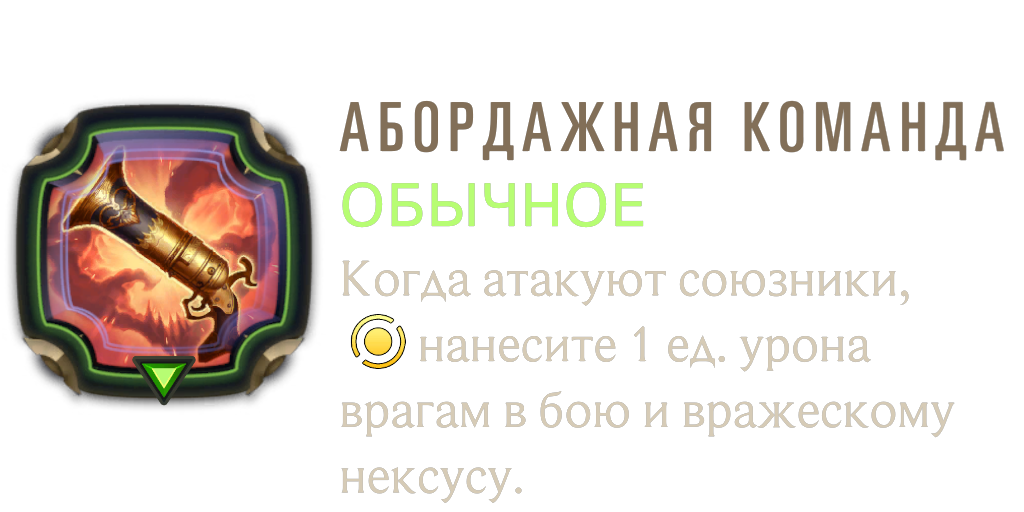 АБОРДАЖНАЯ КОМАНДА
ОБЫЧНОЕ
Когда атакуют союзники,
нанесите 1 ед. урона
врагам в бою и вражескому
нексусу.